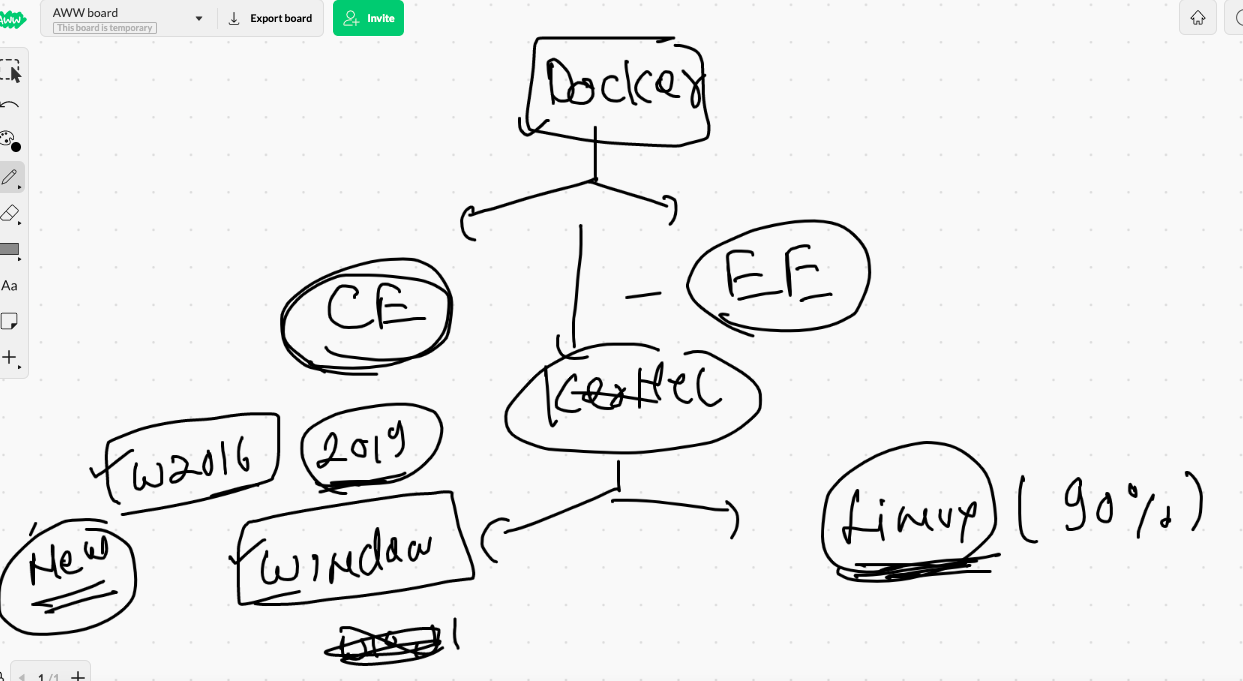 AWW
AWW board
This board is temporary
Export board
Invite
Docker
CE
EE
W2016
2019
Linux (90%)
New
Window
Aa
1/1